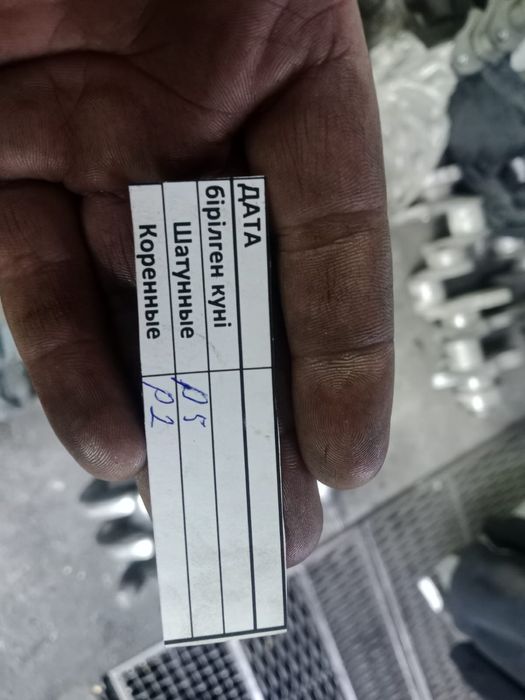 ДАТА
бірілген күні
Шатунные р5
Коренные р2